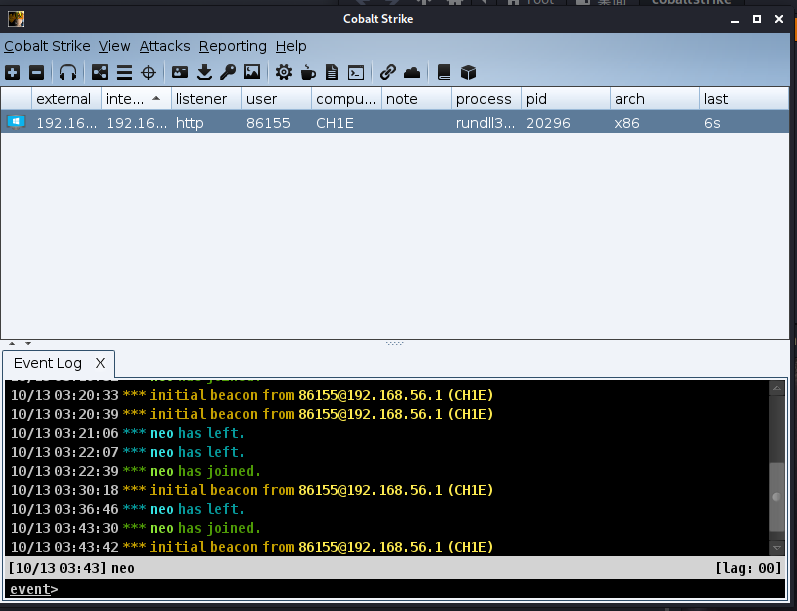 root
cobaltstrike
Cobalt Strike
Cobalt Strike View Attacks Reporting Help
external inte... listener user compu... note process pid arch last
192.16... 192.16... http 86155 CH1E rundll3... 20296 x86 6s
Event Log X
10/13 03:20:33 *** initial beacon from 86155@192.168.56.1 (CH1E)
10/13 03:20:39 *** initial beacon from 86155@192.168.56.1 (CH1E)
10/13 03:21:06 *** neo has left.
10/13 03:22:07 *** neo has left.
10/13 03:22:39 *** neo has joined.
10/13 03:30:18 *** initial beacon from 86155@192.168.56.1 (CH1E)
10/13 03:36:46 *** neo has left.
10/13 03:43:30 *** neo has joined.
10/13 03:43:42 *** initial beacon from 86155@192.168.56.1 (CH1E)
[10/13 03:43] neo [lag: 00]
event>